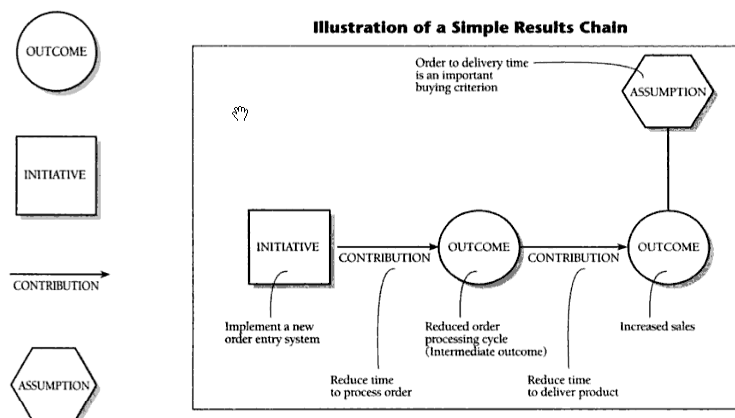 Illustration of a Simple Results Chain
OUTCOME
INITIATIVE
CONTRIBUTION
ASSUMPTION
Order to delivery time
is an important
buying criterion
ASSUMPTION
INITIATIVE
CONTRIBUTION
OUTCOME
CONTRIBUTION
OUTCOME
Implement a new
order entry system
Reduced order
processing cycle
(Intermediate outcome)
Increased sales
Reduce time
to process order
Reduce time
to deliver product